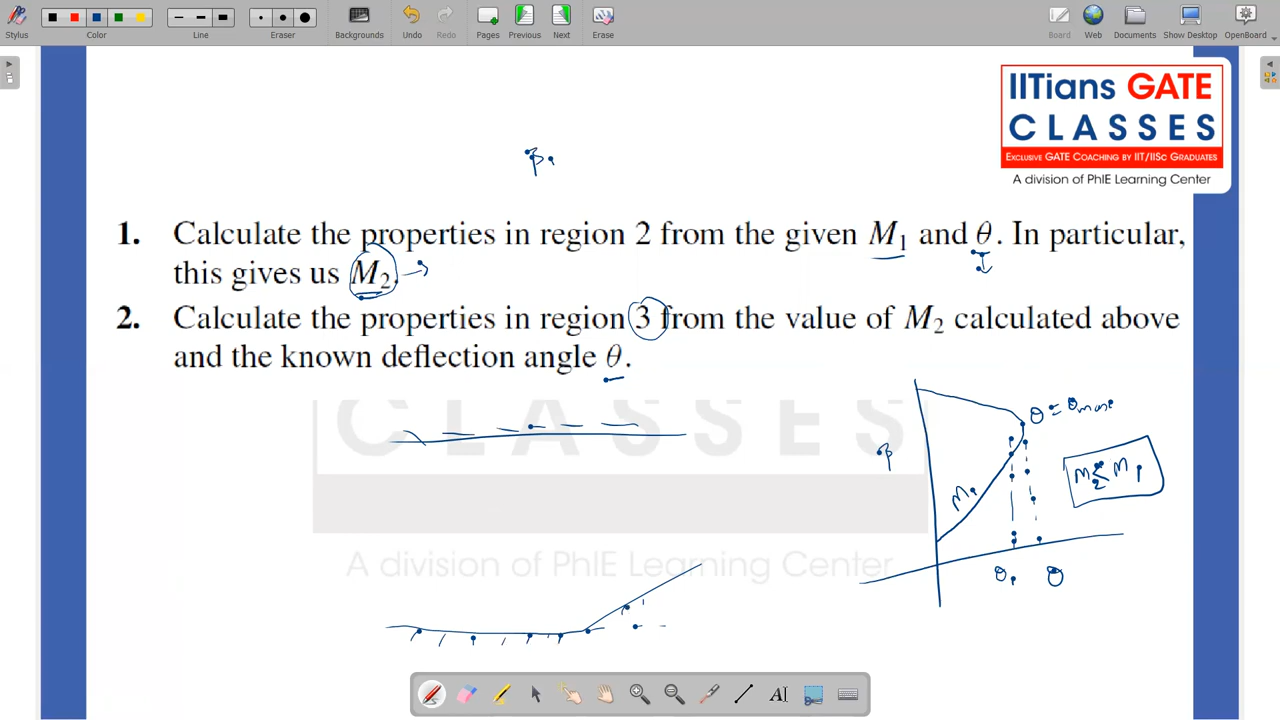 Stylus Color Line Eraser Backgrounds Undo Redo Pages Previous Next Erase Board Web Documents Show Desktop OpenBoard
IITians GATE
CLASSES
EXCLUSIVE GATE COACHING BY IIT/IISc GRADUATES
A division of PhIE Learning Center
1. Calculate the properties in region 2 from the given M₁ and θ. In particular,
this gives us M₂.
2. Calculate the properties in region 3 from the value of M₂ calculated above
and the known deflection angle θ.
CLASSES
A division of PhIE Learning Center
θ = θmax
M₁
M₂ < M₁
θ₁ θ